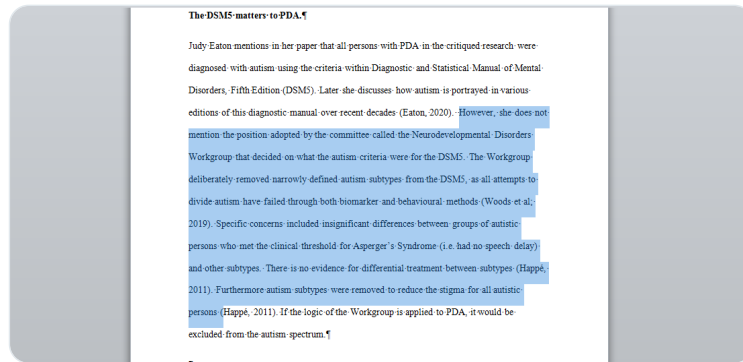 The DSM5 matters to PDA.¶
Judy Eaton mentions in her paper that all persons with PDA in the critiqued research were
diagnosed with autism using the criteria within Diagnostic and Statistical Manual of Mental
Disorders, Fifth Edition (DSM5). Later she discusses how autism is portrayed in various
editions of this diagnostic manual over recent decades (Eaton, 2020). However, she does not
mention the position adopted by the committee called the Neurodevelopmental Disorders
Workgroup that decided on what the autism criteria were for the DSM5. The Workgroup
deliberately removed narrowly defined autism subtypes from the DSM5, as all attempts to
divide autism have failed through both biomarker and behavioural methods (Woods et al;
2019). Specific concerns included insignificant differences between groups of autistic
persons who met the clinical threshold for Asperger's Syndrome (i.e. had no speech delay)
and other subtypes. There is no evidence for differential treatment between subtypes (Happé,
2011). Furthermore autism subtypes were removed to reduce the stigma for all autistic
persons (Happé, 2011). If the logic of the Workgroup is applied to PDA, it would be
excluded from the autism spectrum.¶